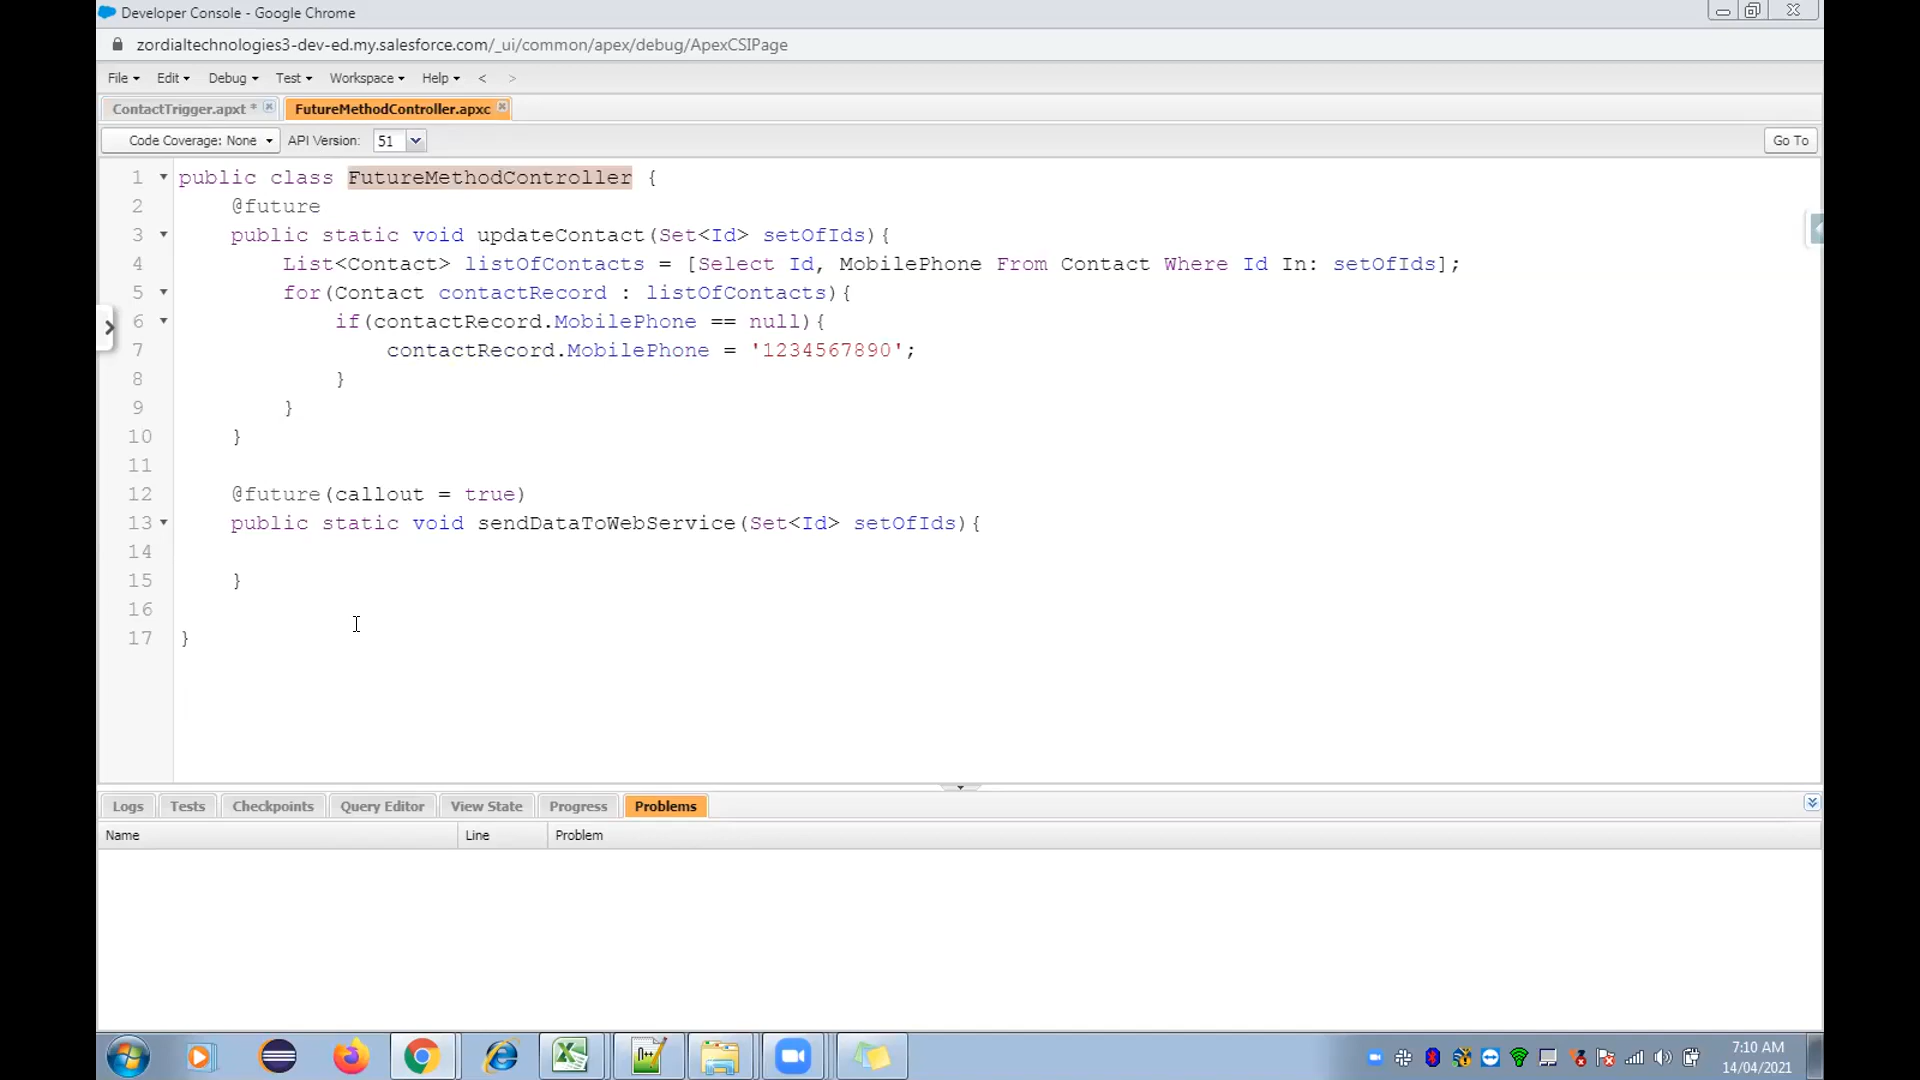 Developer Console - Google Chrome
zordialtechnologies3-dev-ed.my.salesforce.com/_ui/common/apex/debug/ApexCSIPage
File Edit Debug Test Workspace Help < >
ContactTrigger.apxt * FutureMethodController.apxc
Code Coverage: None API Version: 51 Go To
1 public class FutureMethodController {
2 @future
3 public static void updateContact(Set<Id> setOfIds){
4 List<Contact> listOfContacts = [Select Id, MobilePhone From Contact Where Id In: setOfIds];
5 for(Contact contactRecord : listOfContacts){
6 if(contactRecord.MobilePhone == null){
7 contactRecord.MobilePhone = '1234567890';
8 }
9 }
10 }
11
12 @future(callout = true)
13 public static void sendDataToWebService(Set<Id> setOfIds){
14
15 }
16
17 }
Logs Tests Checkpoints Query Editor View State Progress Problems
Name Line Problem
7:10 AM
14/04/2021